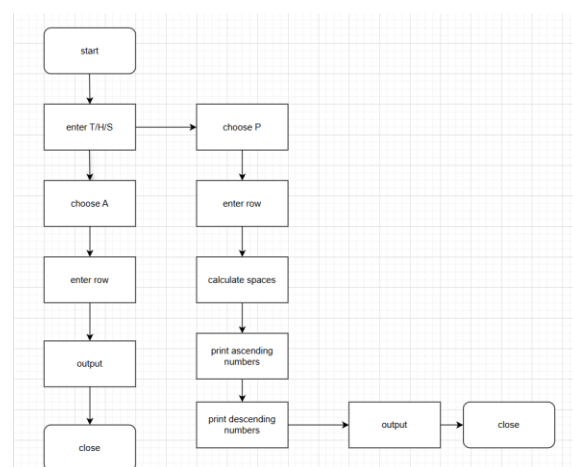 start
enter T/H/S
choose P
choose A
enter row
enter row
calculate spaces
output
print ascending
numbers
print descending
numbers
output
close
close